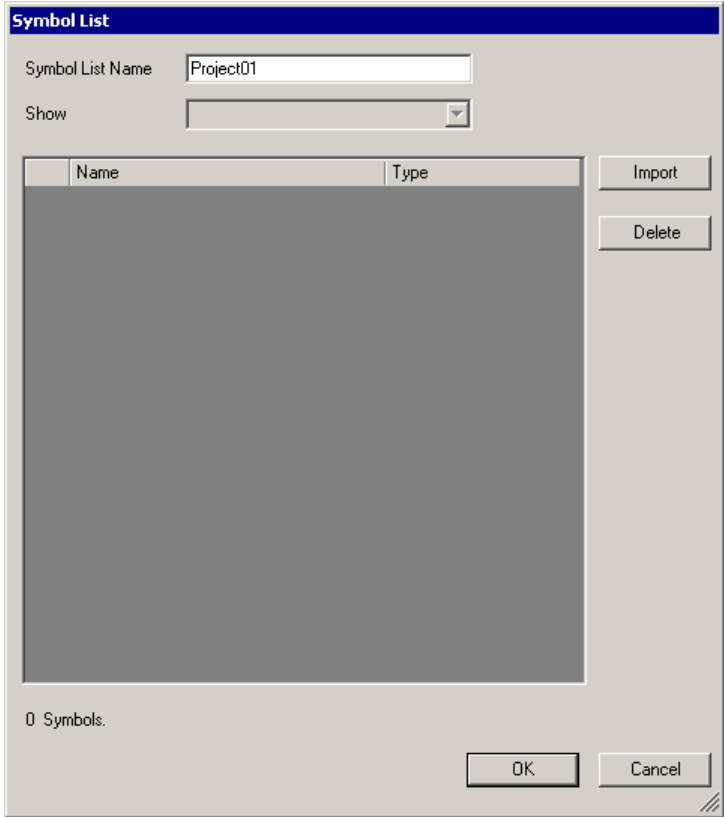 Symbol List
Symbol List Name Project01
Show
Name Type
Import
Delete
0 Symbols.
OK Cancel